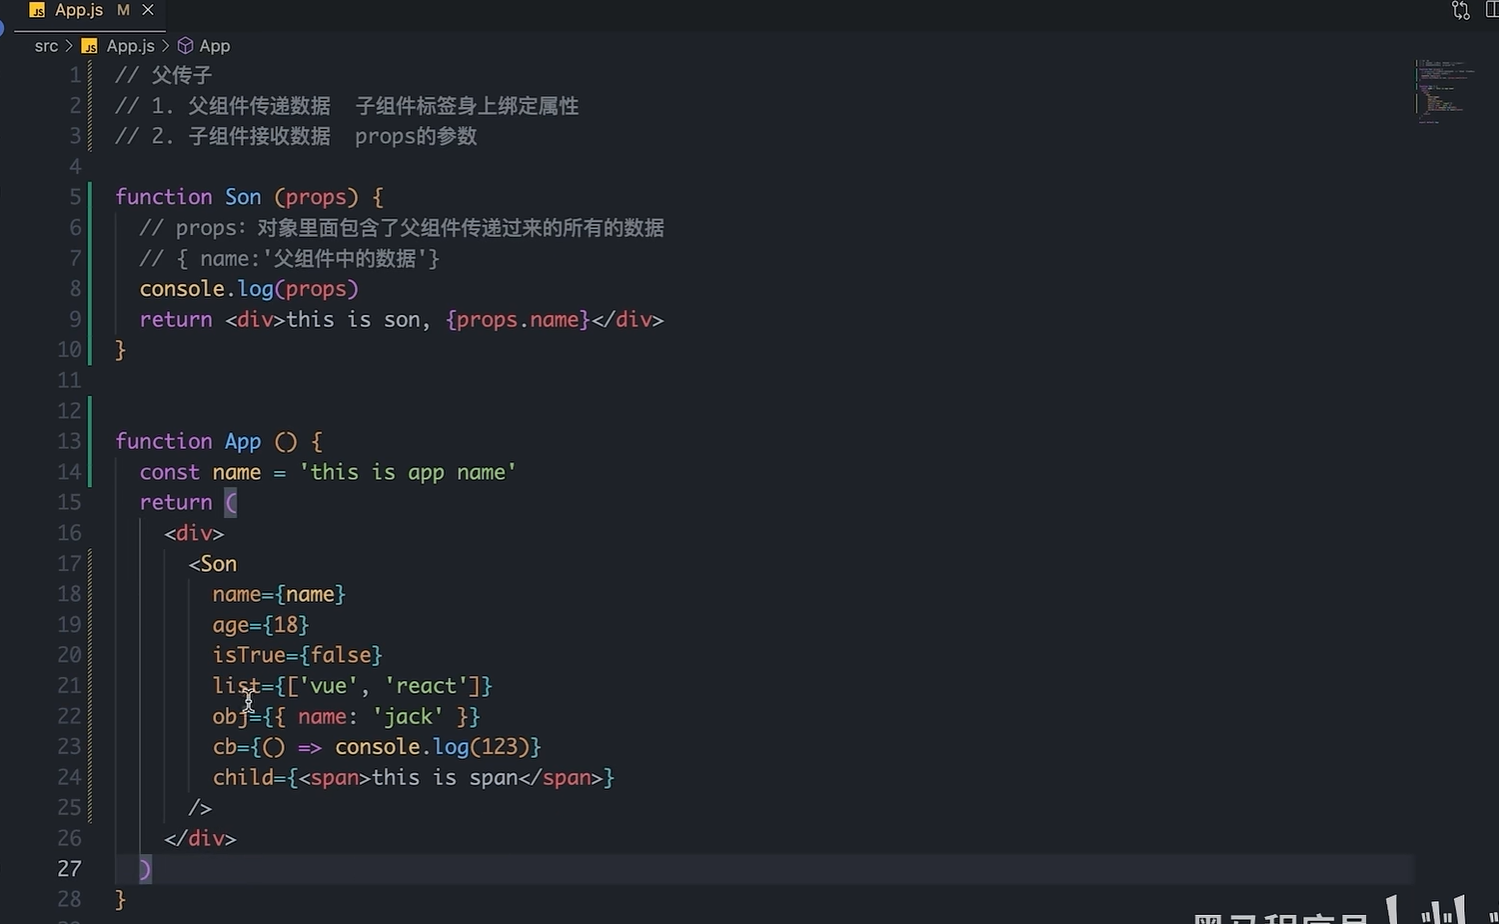 JS App.js M
src > JS App.js > App
1 // 父传子
2 // 1. 父组件传递数据  子组件标签身上绑定属性
3 // 2. 子组件接收数据  props的参数
4
5 function Son (props) {
6   // props：对象里面包含了父组件传递过来的所有的数据
7   // { name:'父组件中的数据'}
8   console.log(props)
9   return <div>this is son, {props.name}</div>
10 }
11
12
13 function App () {
14   const name = 'this is app name'
15   return (
16     <div>
17       <Son
18         name={name}
19         age={18}
20         isTrue={false}
21         list={['vue', 'react']}
22         obj={{ name: 'jack' }}
23         cb={() => console.log(123)}
24         child={<span>this is span</span>}
25       />
26     </div>
27   )
28 }